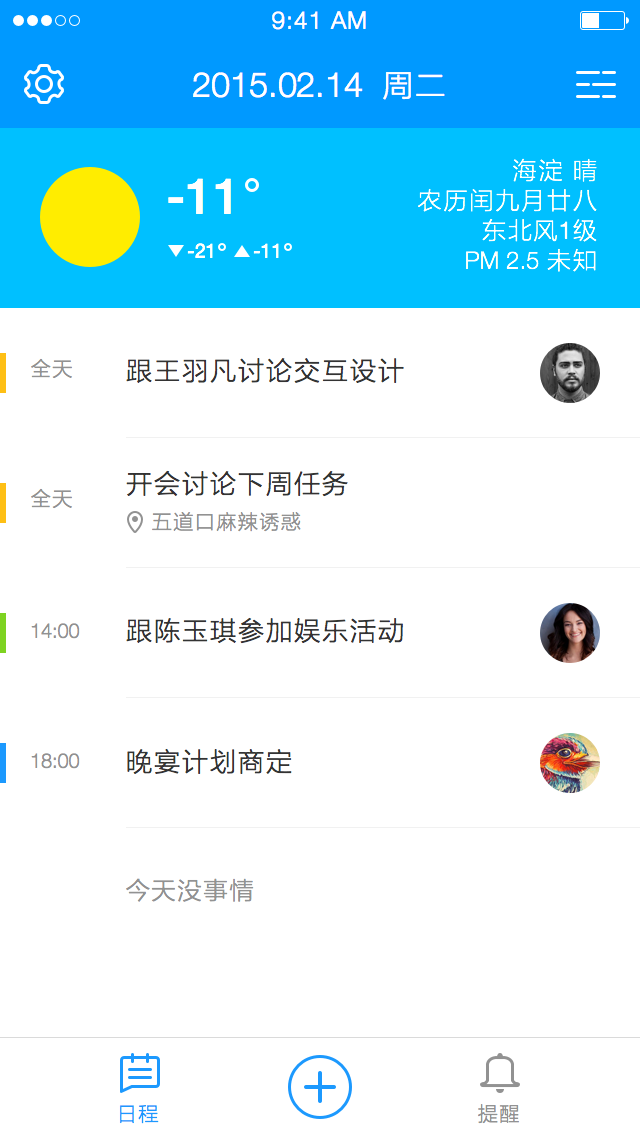 9:41 AM
2015.02.14 周二
-11°
▼-21° ▲-11°
海淀 晴
农历闰九月廿八
东北风1级
PM 2.5 未知
全天
跟王羽凡讨论交互设计
全天
开会讨论下周任务
五道口麻辣诱惑
14:00
跟陈玉琪参加娱乐活动
18:00
晚宴计划商定
今天没事情
日程
提醒